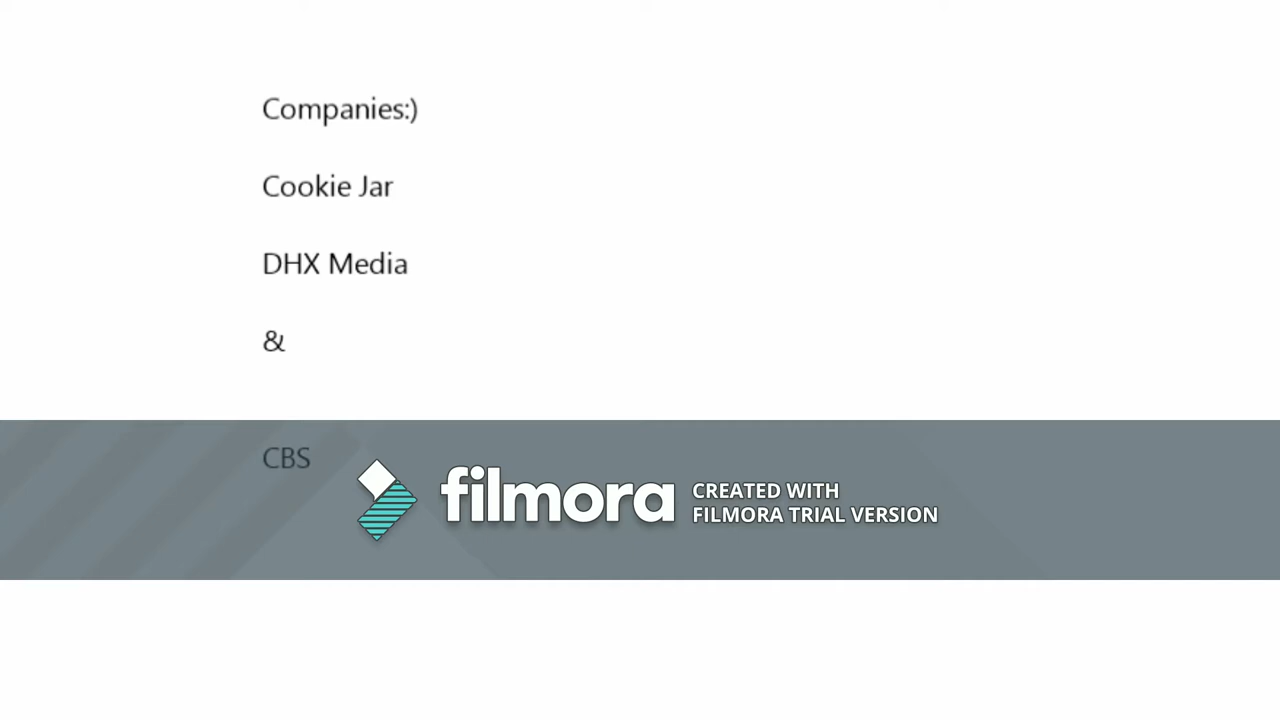 Companies:)
Cookie Jar
DHX Media
&
CBS
filmora
CREATED WITH
FILMORA TRIAL VERSION